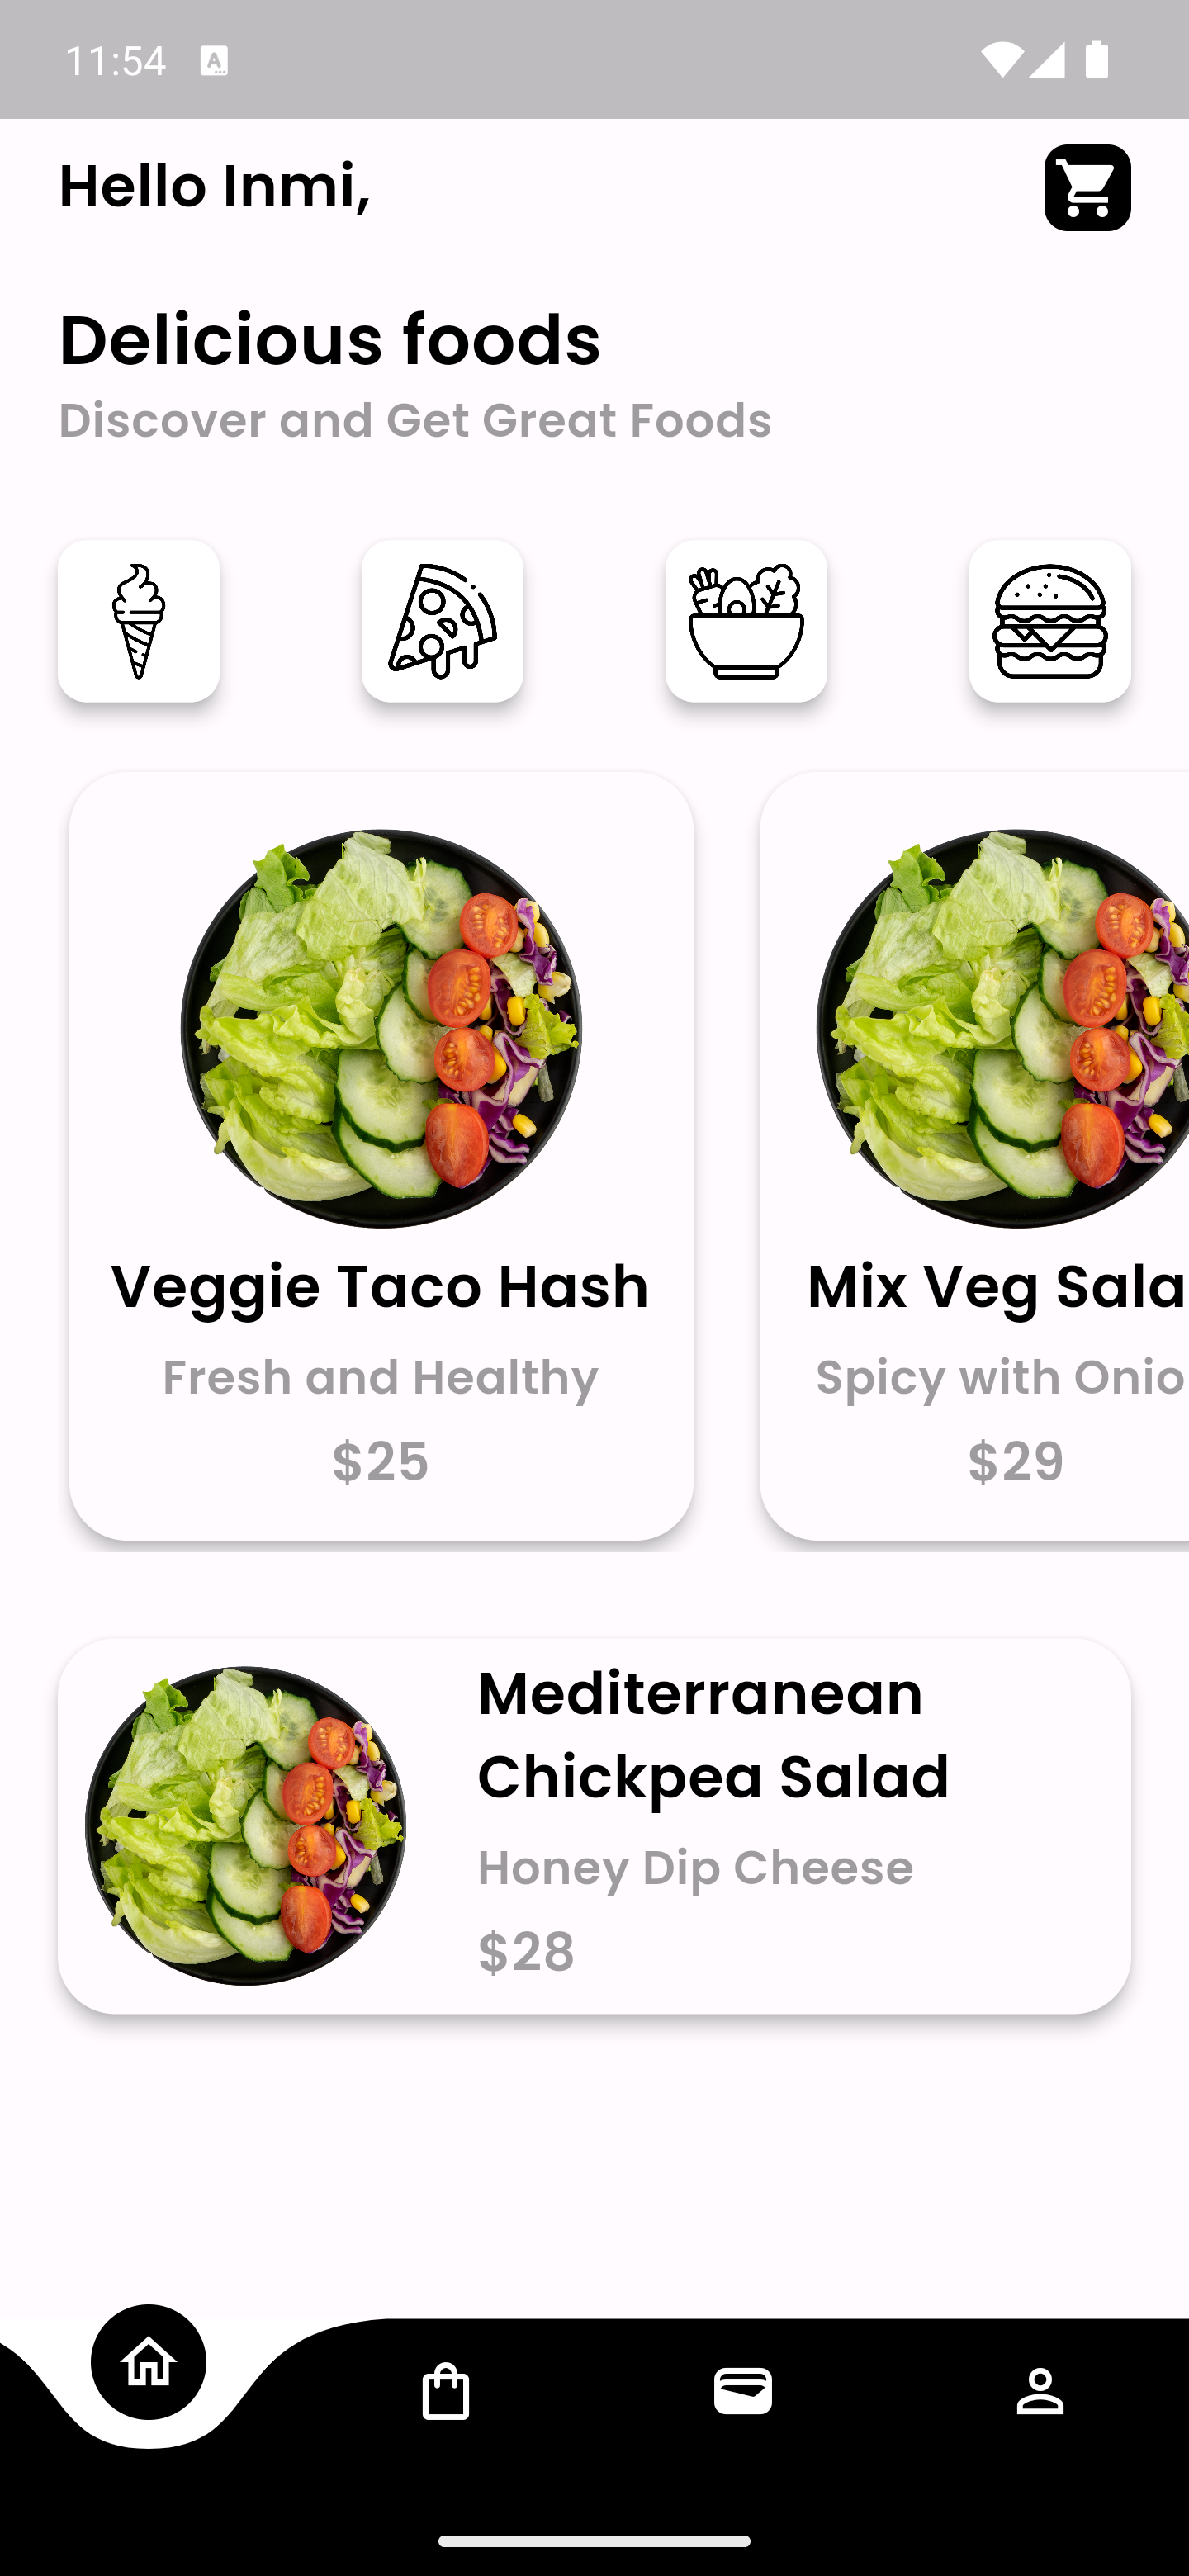 11:54
Hello Inmi,
Delicious foods
Discover and Get Great Foods
Veggie Taco Hash
Fresh and Healthy
$25
Mix Veg Sala
Spicy with Onio
$29
Mediterranean
Chickpea Salad
Honey Dip Cheese
$28